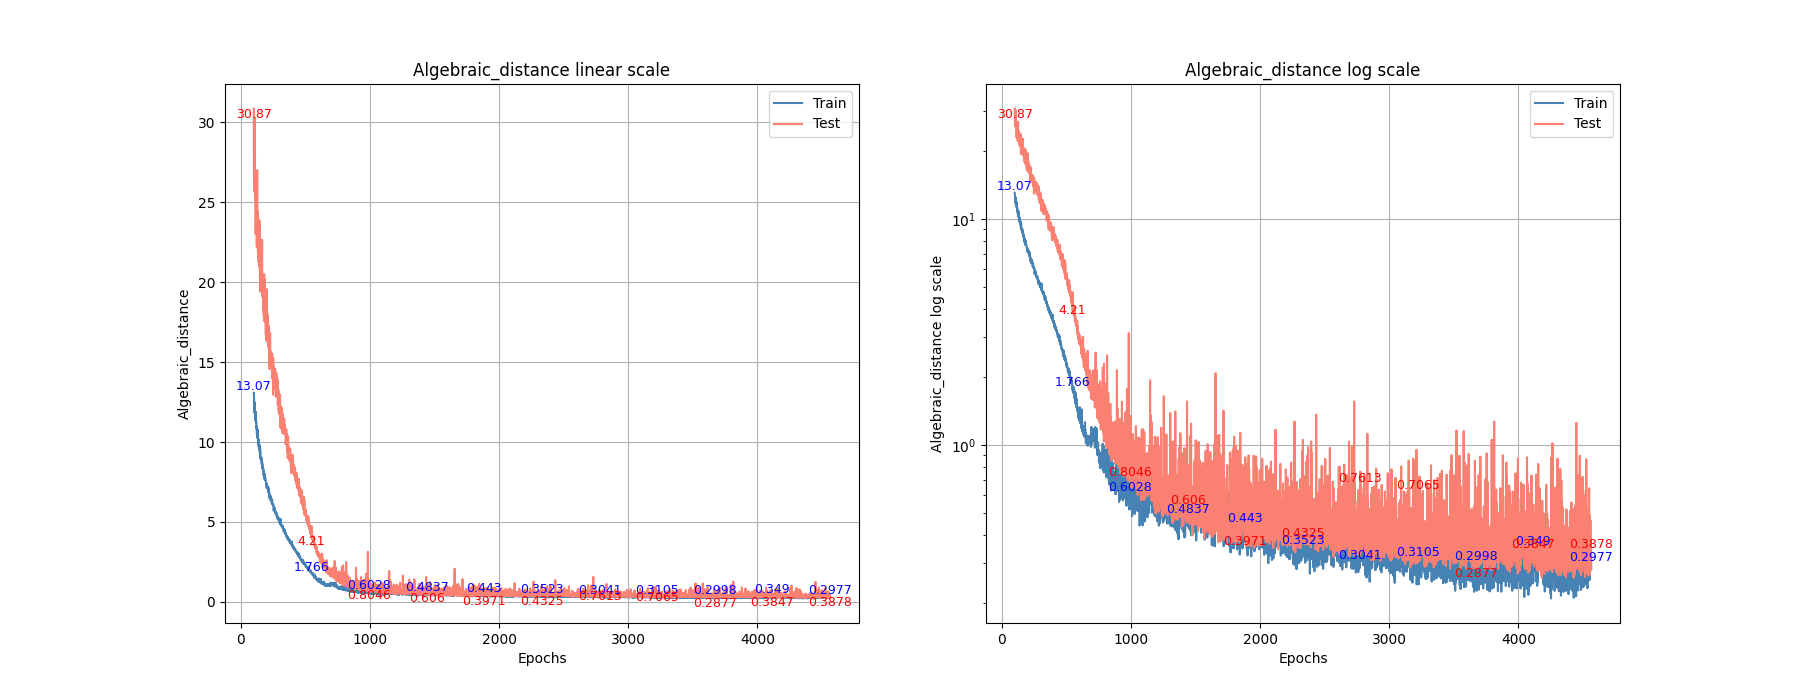 Algebraic_distance linear scale
Train
Test
Algebraic_distance
30
25
20
15
10
5
0
30.87
13.07
4.21
1.766
0.6028 0.4837 0.443 0.3523 0.3041 0.3105 0.2998 0.349 0.2977
0.8046 0.606 0.3971 0.4325 0.7613 0.7065 0.2877 0.3847 0.3878
0 1000 2000 3000 4000
Epochs
Algebraic_distance log scale
Train
Test
Algebraic_distance log scale
10¹
10⁰
30.87
13.07
4.21
1.766
0.8046 0.606 0.3971 0.4325 0.7613 0.7065 0.2877 0.3847 0.3878
0.6028 0.4837 0.443 0.3523 0.3041 0.3105 0.2998 0.349 0.2977
0 1000 2000 3000 4000
Epochs